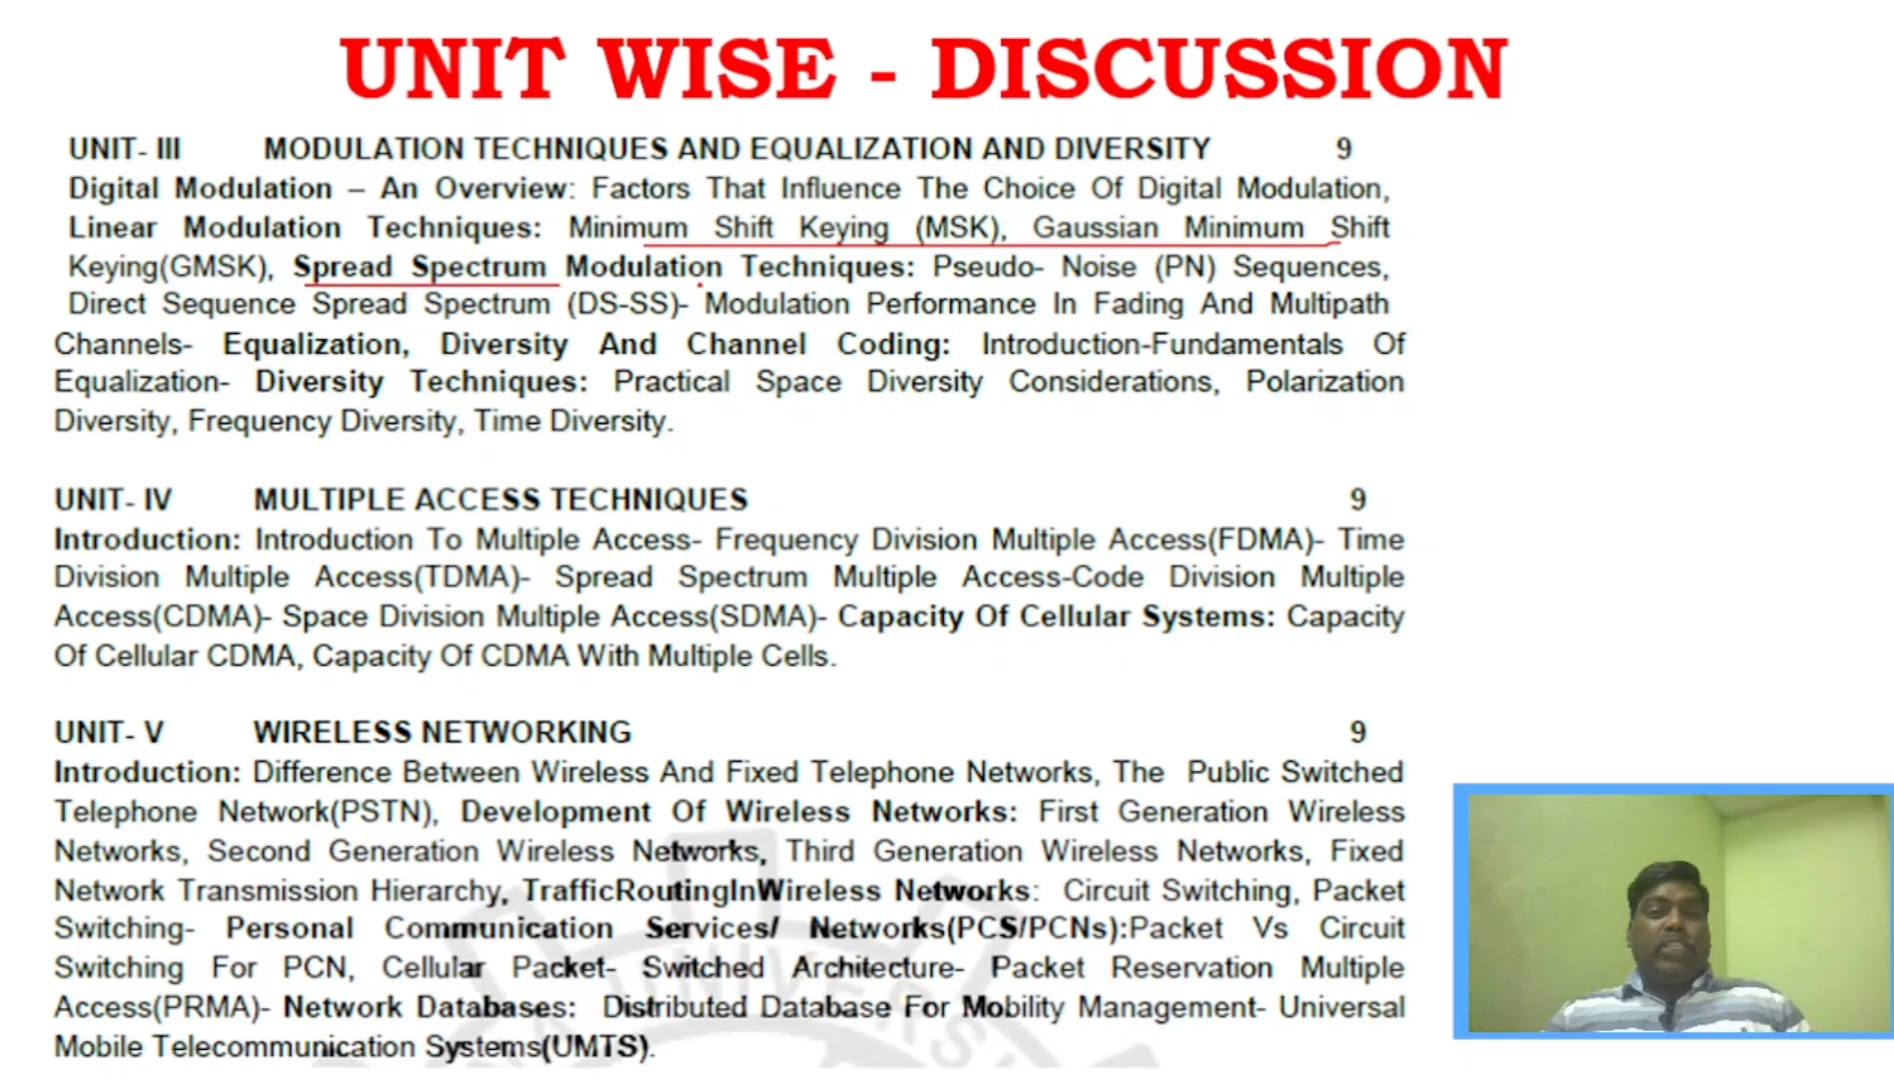 UNIT WISE - DISCUSSION
UNIT- III MODULATION TECHNIQUES AND EQUALIZATION AND DIVERSITY 9
Digital Modulation – An Overview: Factors That Influence The Choice Of Digital Modulation,
Linear Modulation Techniques: Minimum Shift Keying (MSK), Gaussian Minimum Shift
Keying(GMSK), Spread Spectrum Modulation Techniques: Pseudo- Noise (PN) Sequences,
Direct Sequence Spread Spectrum (DS-SS)- Modulation Performance In Fading And Multipath
Channels- Equalization, Diversity And Channel Coding: Introduction-Fundamentals Of
Equalization- Diversity Techniques: Practical Space Diversity Considerations, Polarization
Diversity, Frequency Diversity, Time Diversity.
UNIT- IV MULTIPLE ACCESS TECHNIQUES 9
Introduction: Introduction To Multiple Access- Frequency Division Multiple Access(FDMA)- Time
Division Multiple Access(TDMA)- Spread Spectrum Multiple Access-Code Division Multiple
Access(CDMA)- Space Division Multiple Access(SDMA)- Capacity Of Cellular Systems: Capacity
Of Cellular CDMA, Capacity Of CDMA With Multiple Cells.
UNIT- V WIRELESS NETWORKING 9
Introduction: Difference Between Wireless And Fixed Telephone Networks, The Public Switched
Telephone Network(PSTN), Development Of Wireless Networks: First Generation Wireless
Networks, Second Generation Wireless Networks, Third Generation Wireless Networks, Fixed
Network Transmission Hierarchy, TrafficRoutingInWireless Networks: Circuit Switching, Packet
Switching- Personal Communication Services/ Networks(PCS/PCNs):Packet Vs Circuit
Switching For PCN, Cellular Packet- Switched Architecture- Packet Reservation Multiple
Access(PRMA)- Network Databases: Distributed Database For Mobility Management- Universal
Mobile Telecommunication Systems(UMTS).